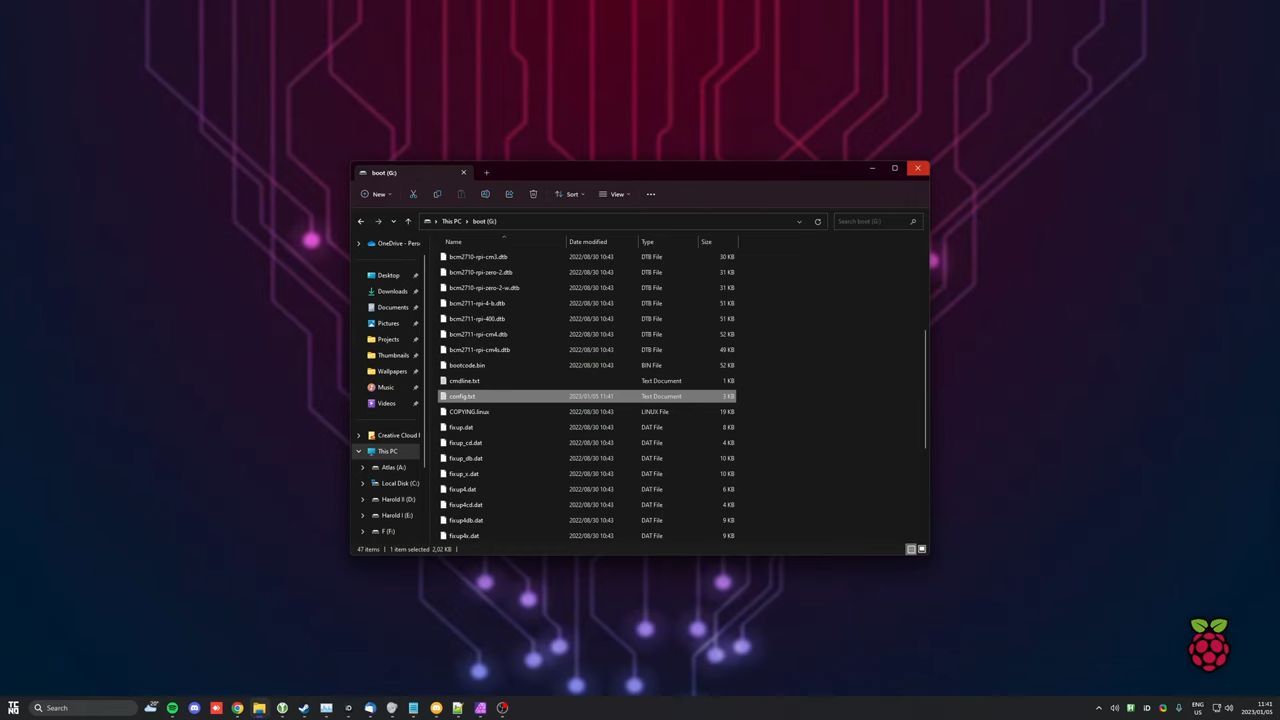 boot (G:)
New
Sort
View
This PC
boot (G:)
Search boot (G:)
Name
Date modified
Type
Size
OneDrive - Pers
Desktop
Downloads
Documents
Pictures
Projects
Thumbnails
Wallpapers
Music
Videos
Creative Cloud F
This PC
Atlas (A:)
Local Disk (C:)
Harold II (D:)
Harold I (E:)
F (F:)
bcm2710-rpi-cm3.dtb 2022/08/30 10:43 DTB File 30 KB
bcm2710-rpi-zero-2.dtb 2022/08/30 10:43 DTB File 31 KB
bcm2710-rpi-zero-2-w.dtb 2022/08/30 10:43 DTB File 31 KB
bcm2711-rpi-4-b.dtb 2022/08/30 10:43 DTB File 51 KB
bcm2711-rpi-400.dtb 2022/08/30 10:43 DTB File 51 KB
bcm2711-rpi-cm4.dtb 2022/08/30 10:43 DTB File 52 KB
bcm2711-rpi-cm4s.dtb 2022/08/30 10:43 DTB File 49 KB
bootcode.bin 2022/08/30 10:43 BIN File 52 KB
cmdline.txt 2022/08/30 10:43 Text Document 1 KB
config.txt 2023/01/05 11:41 Text Document 3 KB
COPYING.linux 2022/08/30 10:43 LINUX File 19 KB
fixup.dat 2022/08/30 10:43 DAT File 8 KB
fixup_cd.dat 2022/08/30 10:43 DAT File 4 KB
fixup_db.dat 2022/08/30 10:43 DAT File 10 KB
fixup_x.dat 2022/08/30 10:43 DAT File 10 KB
fixup4.dat 2022/08/30 10:43 DAT File 6 KB
fixup4cd.dat 2022/08/30 10:43 DAT File 4 KB
fixup4db.dat 2022/08/30 10:43 DAT File 9 KB
fixup4x.dat 2022/08/30 10:43 DAT File 9 KB
47 items
1 item selected 2,02 KB
Search
ENG
US
11:41
2023/01/05